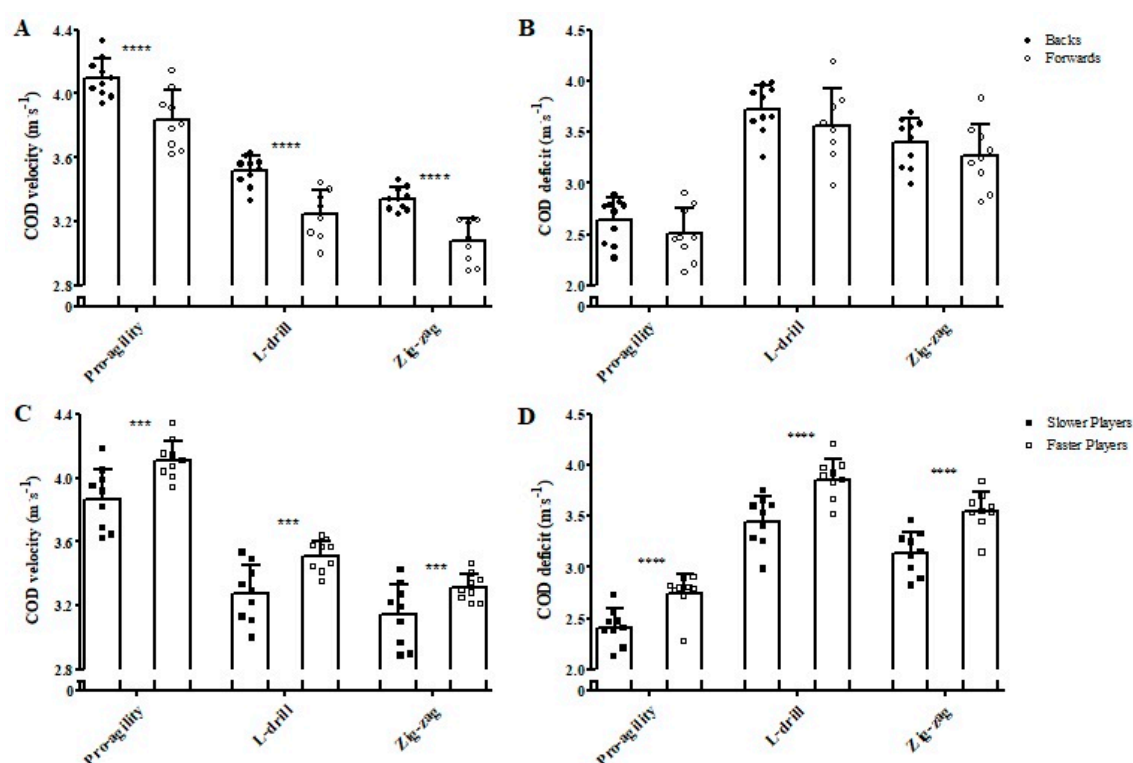 A
COD velocity (m·s⁻¹)
4.4
4.0
3.6
3.2
2.8
0
****
****
****
Pro-agility
L-drill
Zig-zag
B
COD deficit (m·s⁻¹)
4.5
4.0
3.5
3.0
2.5
2.0
0
Pro-agility
L-drill
Zig-zag
Backs
Forwards
C
COD velocity (m·s⁻¹)
4.4
4.0
3.6
3.2
2.8
0
***
***
***
Pro-agility
L-drill
Zig-zag
D
COD deficit (m·s⁻¹)
4.5
4.0
3.5
3.0
2.5
2.0
0
****
****
****
Pro-agility
L-drill
Zig-zag
Slower Players
Faster Players